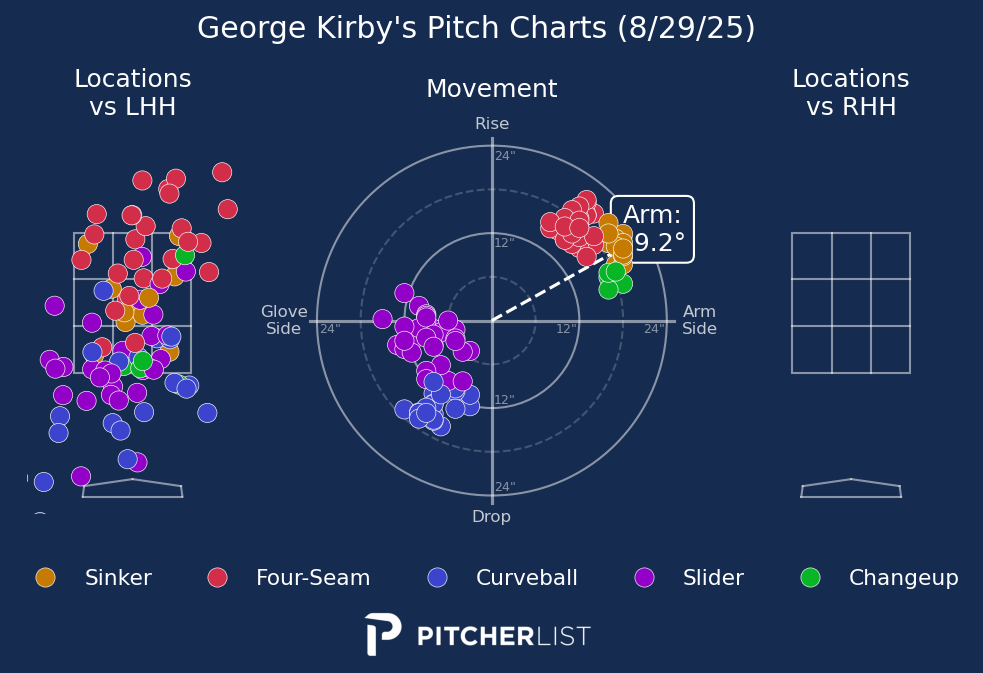 George Kirby's Pitch Charts (8/29/25)
Locations
vs LHH
Movement
Locations
vs RHH
Rise
24"
12"
Arm:
9.2°
Glove
Side
24"
12"
24"
Arm
Side
12"
24"
Drop
Sinker
Four-Seam
Curveball
Slider
Changeup
PITCHERLIST